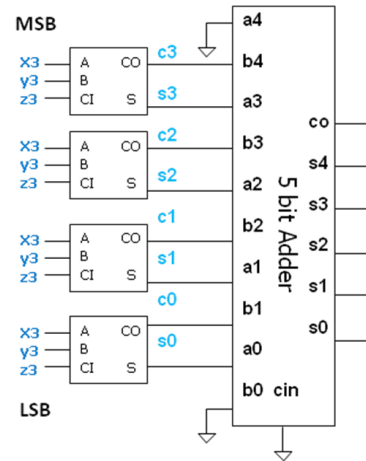 MSB
X3 A CO c3
y3 B
z3 CI S s3
X3 A CO c2
y3 B
z3 CI S s2
X3 A CO c1
y3 B
z3 CI S s1
c0
X3 A CO
y3 B s0
z3 CI S
LSB
a4
b4
a3
b3
a2
b2
a1
b1
a0
b0 cin
5 bit Adder
co
s4
s3
s2
s1
s0